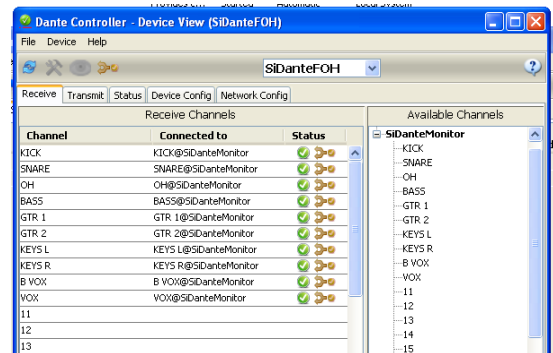 Dante Controller - Device View (SiDanteFOH)
File Device Help
SiDanteFOH
Receive Transmit Status Device Config Network Config
Receive Channels
Available Channels
Channel Connected to Status
SiDanteMonitor
KICK KICK@SiDanteMonitor
KICK
SNARE SNARE@SiDanteMonitor
SNARE
OH OH@SiDanteMonitor
OH
BASS BASS@SiDanteMonitor
BASS
GTR 1 GTR 1@SiDanteMonitor
GTR 1
GTR 2 GTR 2@SiDanteMonitor
GTR 2
KEYS L KEYS L@SiDanteMonitor
KEYS L
KEYS R KEYS R@SiDanteMonitor
KEYS R
B VOX B VOX@SiDanteMonitor
B VOX
VOX VOX@SiDanteMonitor
VOX
11
11
12
12
13
13
14
15